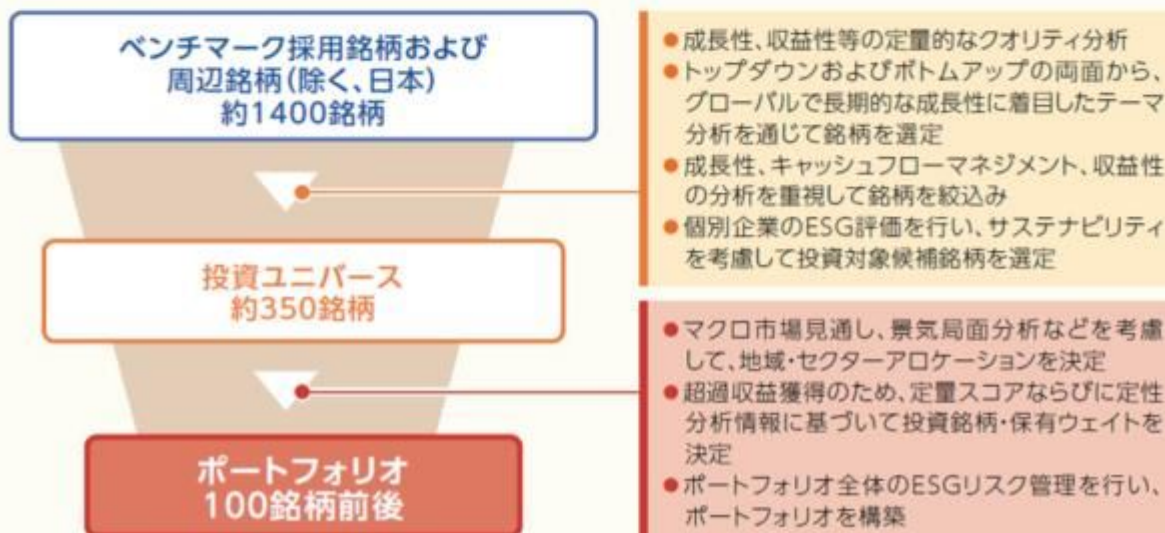 ベンチマーク採用銘柄および
周辺銘柄(除く、日本)
約1400銘柄
●成長性、収益性等の定量的なクオリティ分析
●トップダウンおよびボトムアップの両面から、
グローバルで長期的な成長性に着目したテーマ
分析を通じて銘柄を選定
●成長性、キャッシュフローマネジメント、収益性
の分析を重視して銘柄を絞込み
●個別企業のESG評価を行い、サステナビリティ
を考慮して投資対象候補銘柄を選定
投資ユニバース
約350銘柄
●マクロ市場見通し、景気局面分析などを考慮
して、地域・セクターアロケーションを決定
●超過収益獲得のため、定量スコアならびに定性
分析情報に基づいて投資銘柄・保有ウェイトを
決定
●ポートフォリオ全体のESGリスク管理を行い、
ポートフォリオを構築
ポートフォリオ
100銘柄前後